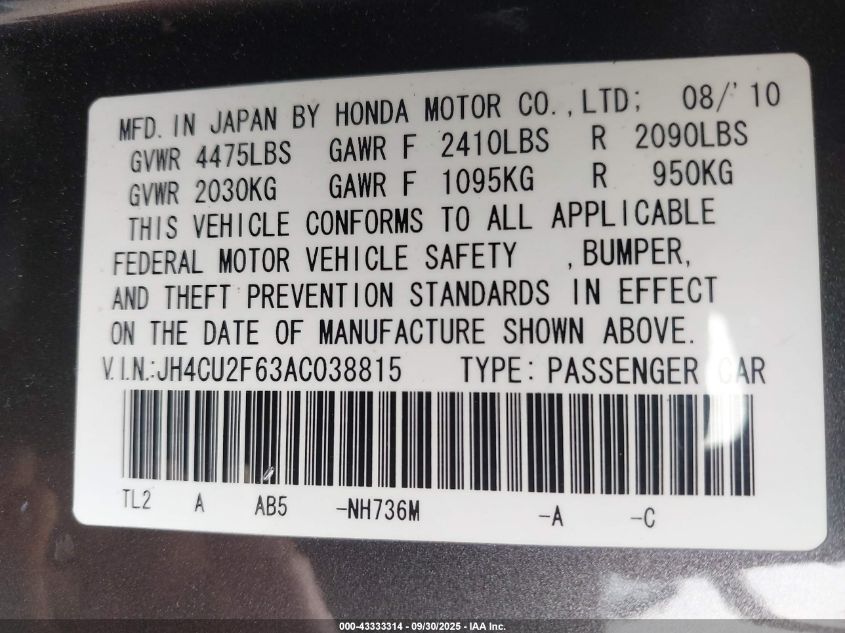 MFD. IN JAPAN BY HONDA MOTOR CO., LTD; 08/'10
GVWR 4475LBS GAWR F 2410LBS R 2090LBS
GVWR 2030KG GAWR F 1095KG R 950KG
THIS VEHICLE CONFORMS TO ALL APPLICABLE
FEDERAL MOTOR VEHICLE SAFETY , BUMPER,
AND THEFT PREVENTION STANDARDS IN EFFECT
ON THE DATE OF MANUFACTURE SHOWN ABOVE.
V.I.N.:JH4CU2F63AC038815 TYPE: PASSENGER CAR
TL2 A AB5 -NH736M -A -C
000-43333314 - 09/30/2025 - IAA Inc.